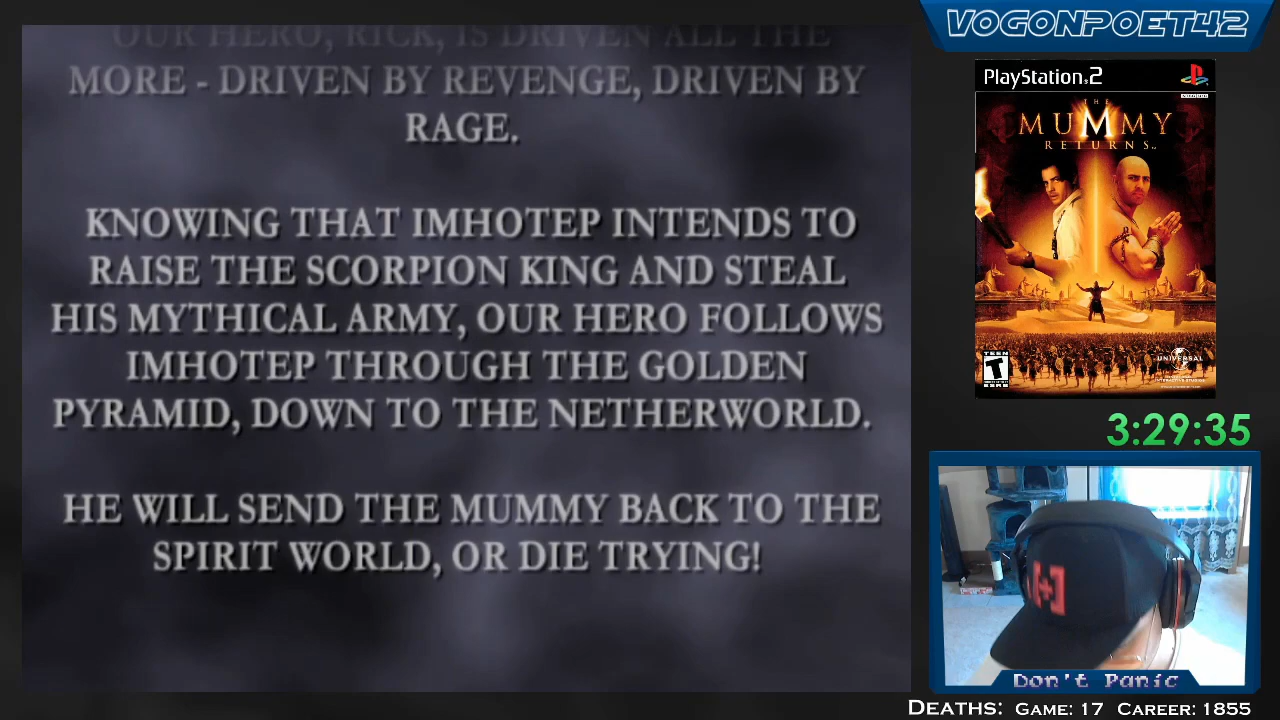 MORE - DRIVEN BY REVENGE, DRIVEN BY
RAGE.
KNOWING THAT IMHOTEP INTENDS TO
RAISE THE SCORPION KING AND STEAL
HIS MYTHICAL ARMY, OUR HERO FOLLOWS
IMHOTEP THROUGH THE GOLDEN
PYRAMID, DOWN TO THE NETHERWORLD.
HE WILL SEND THE MUMMY BACK TO THE
SPIRIT WORLD, OR DIE TRYING!
VOGONPOET42
PlayStation 2
THE
MUMMY
RETURNS
TEEN
T
ESRB
UNIVERSAL
3:29:35
[+]
Don't Panic
DEATHS: GAME: 17 CAREER: 1855